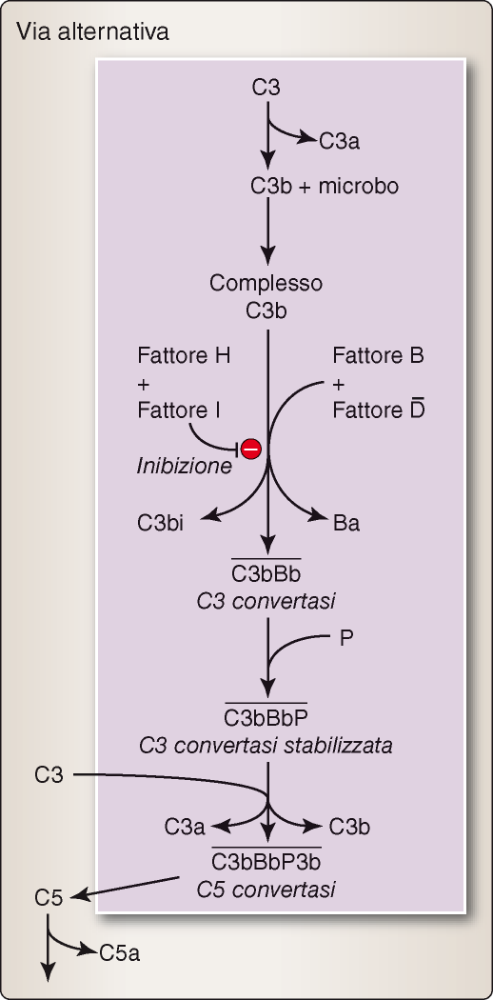 Via alternativa
C3
C3a
C3b + microbo
Complesso
C3b
Fattore H
+
Fattore I
Fattore B
+
Fattore D̅
Inibizione
C3bi
Ba
C3bBb
C3 convertasi
P
C3bBbP
C3 convertasi stabilizzata
C3
C3a
C3b
C3bBbP3b
C5 convertasi
C5
C5a